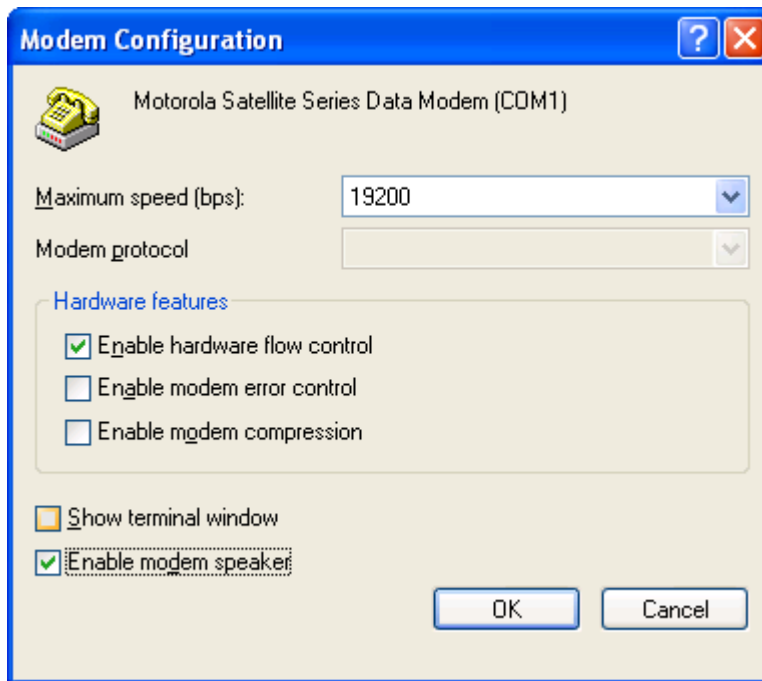 Modem Configuration
Motorola Satellite Series Data Modem (COM1)
Maximum speed (bps): 19200
Modem protocol
Hardware features
Enable hardware flow control
Enable modem error control
Enable modem compression
Show terminal window
Enable modem speaker
OK Cancel